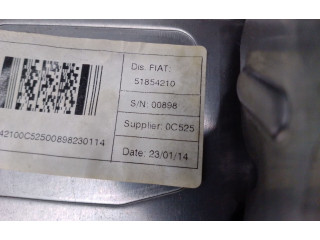 Dis. FIAT:
51854210
S/N: 00898
Supplier: 0C525
42100C52500898230114
Date: 23/01/14